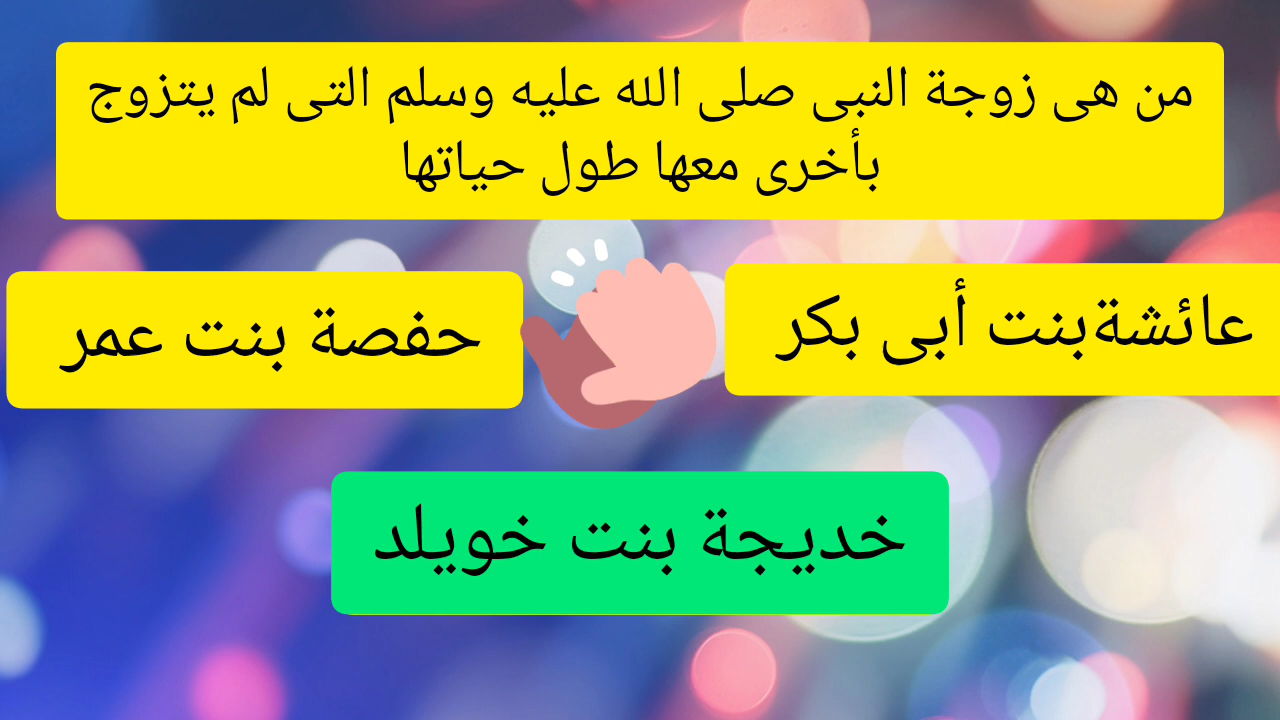 من هى زوجة النبى صلى الله عليه وسلم التى لم يتزوج
بأخرى معها طول حياتها
عائشةبنت أبى بكر
حفصة بنت عمر
خديجة بنت خويلد